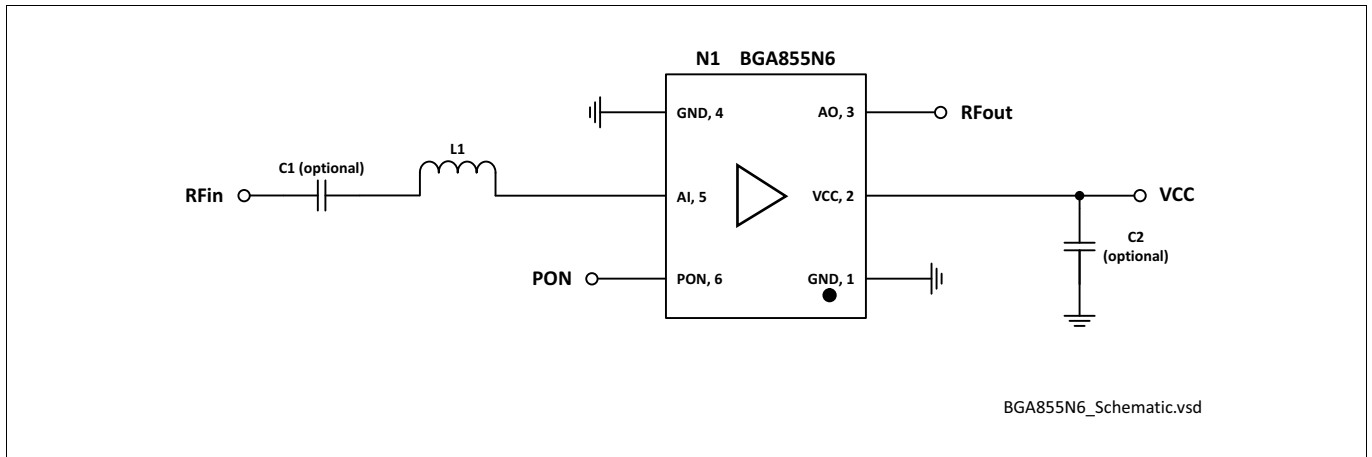 N1 BGA855N6
GND, 4
AO, 3
RFout
C1 (optional)
L1
RFin
AI, 5
VCC, 2
VCC
C2
(optional)
PON
PON, 6
GND, 1
BGA855N6_Schematic.vsd